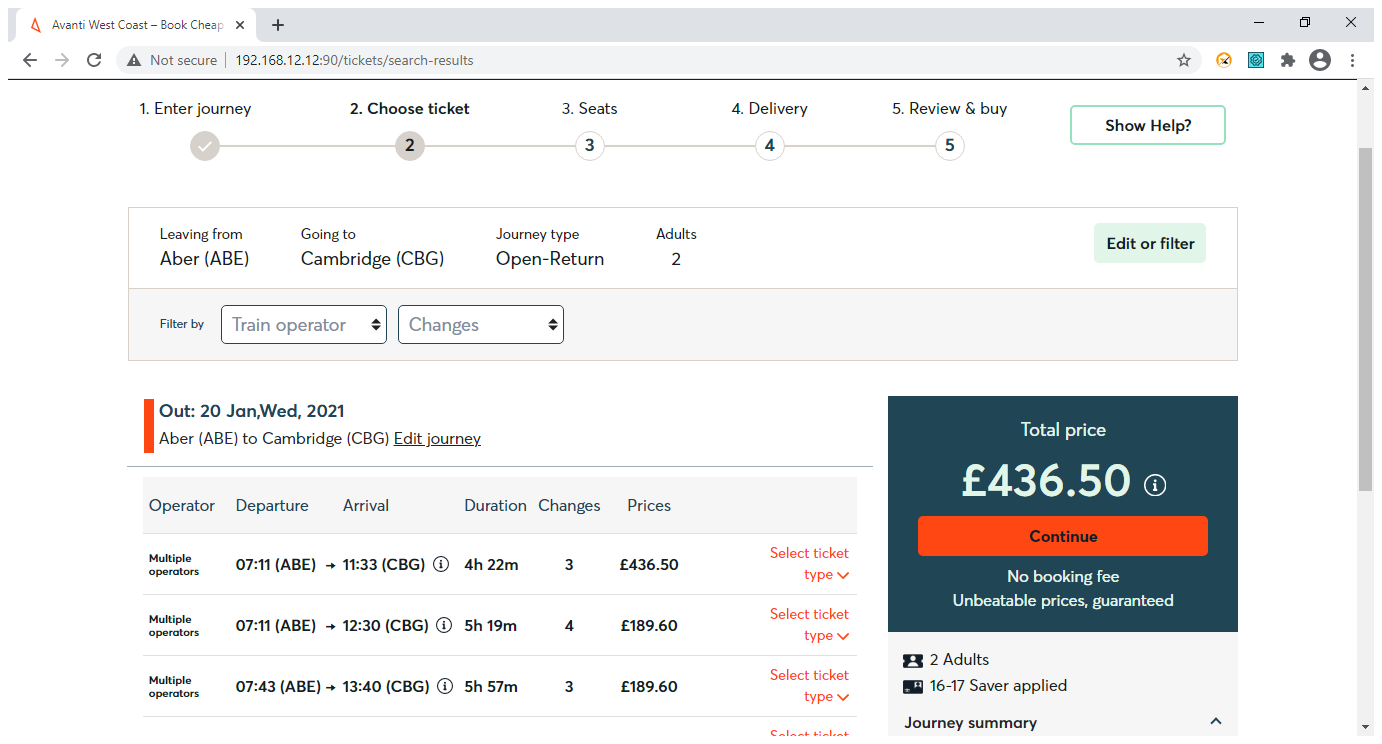 Avanti West Coast – Book Cheap
Not secure
192.168.12.12:90/tickets/search-results
1. Enter journey
2. Choose ticket
3. Seats
4. Delivery
5. Review & buy
2
3
4
5
Show Help?
Leaving from
Aber (ABE)
Going to
Cambridge (CBG)
Journey type
Open-Return
Adults
2
Edit or filter
Filter by
Train operator
Changes
Out: 20 Jan,Wed, 2021
Aber (ABE) to Cambridge (CBG) Edit journey
Operator Departure Arrival Duration Changes Prices
Multiple
operators
07:11 (ABE) → 11:33 (CBG) 4h 22m 3 £436.50
Select ticket
type
Multiple
operators
07:11 (ABE) → 12:30 (CBG) 5h 19m 4 £189.60
Select ticket
type
Multiple
operators
07:43 (ABE) → 13:40 (CBG) 5h 57m 3 £189.60
Select ticket
type
Select ticket
Total price
£436.50
Continue
No booking fee
Unbeatable prices, guaranteed
2 Adults
16-17 Saver applied
Journey summary